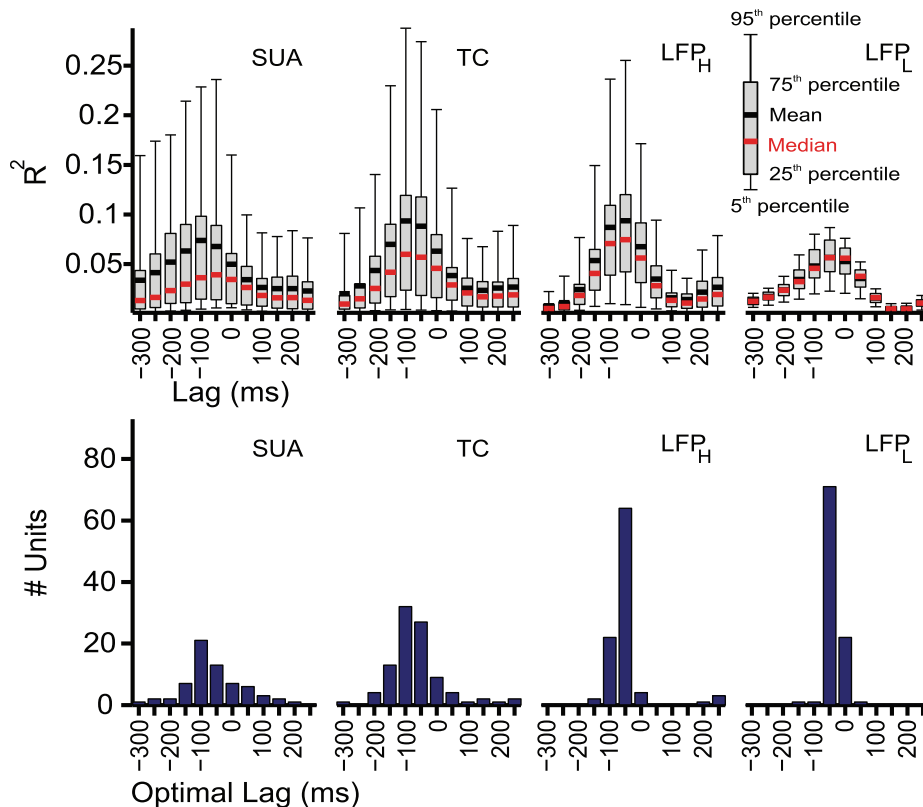 SUA
TC
LFP_H
LFP_L
95th percentile
75th percentile
Mean
Median
25th percentile
5th percentile
R²
0.25
0.2
0.15
0.1
0.05
−300 −200 −100 0 100 200
−300 −200 −100 0 100 200
−300 −200 −100 0 100 200
−300 −200 −100 0 100 200
Lag (ms)
SUA
TC
LFP_H
LFP_L
# Units
80
60
40
20
0
−300 −200 −100 0 100 200
−300 −200 −100 0 100 200
−300 −200 −100 0 100 200
−300 −200 −100 0 100 200
Optimal Lag (ms)